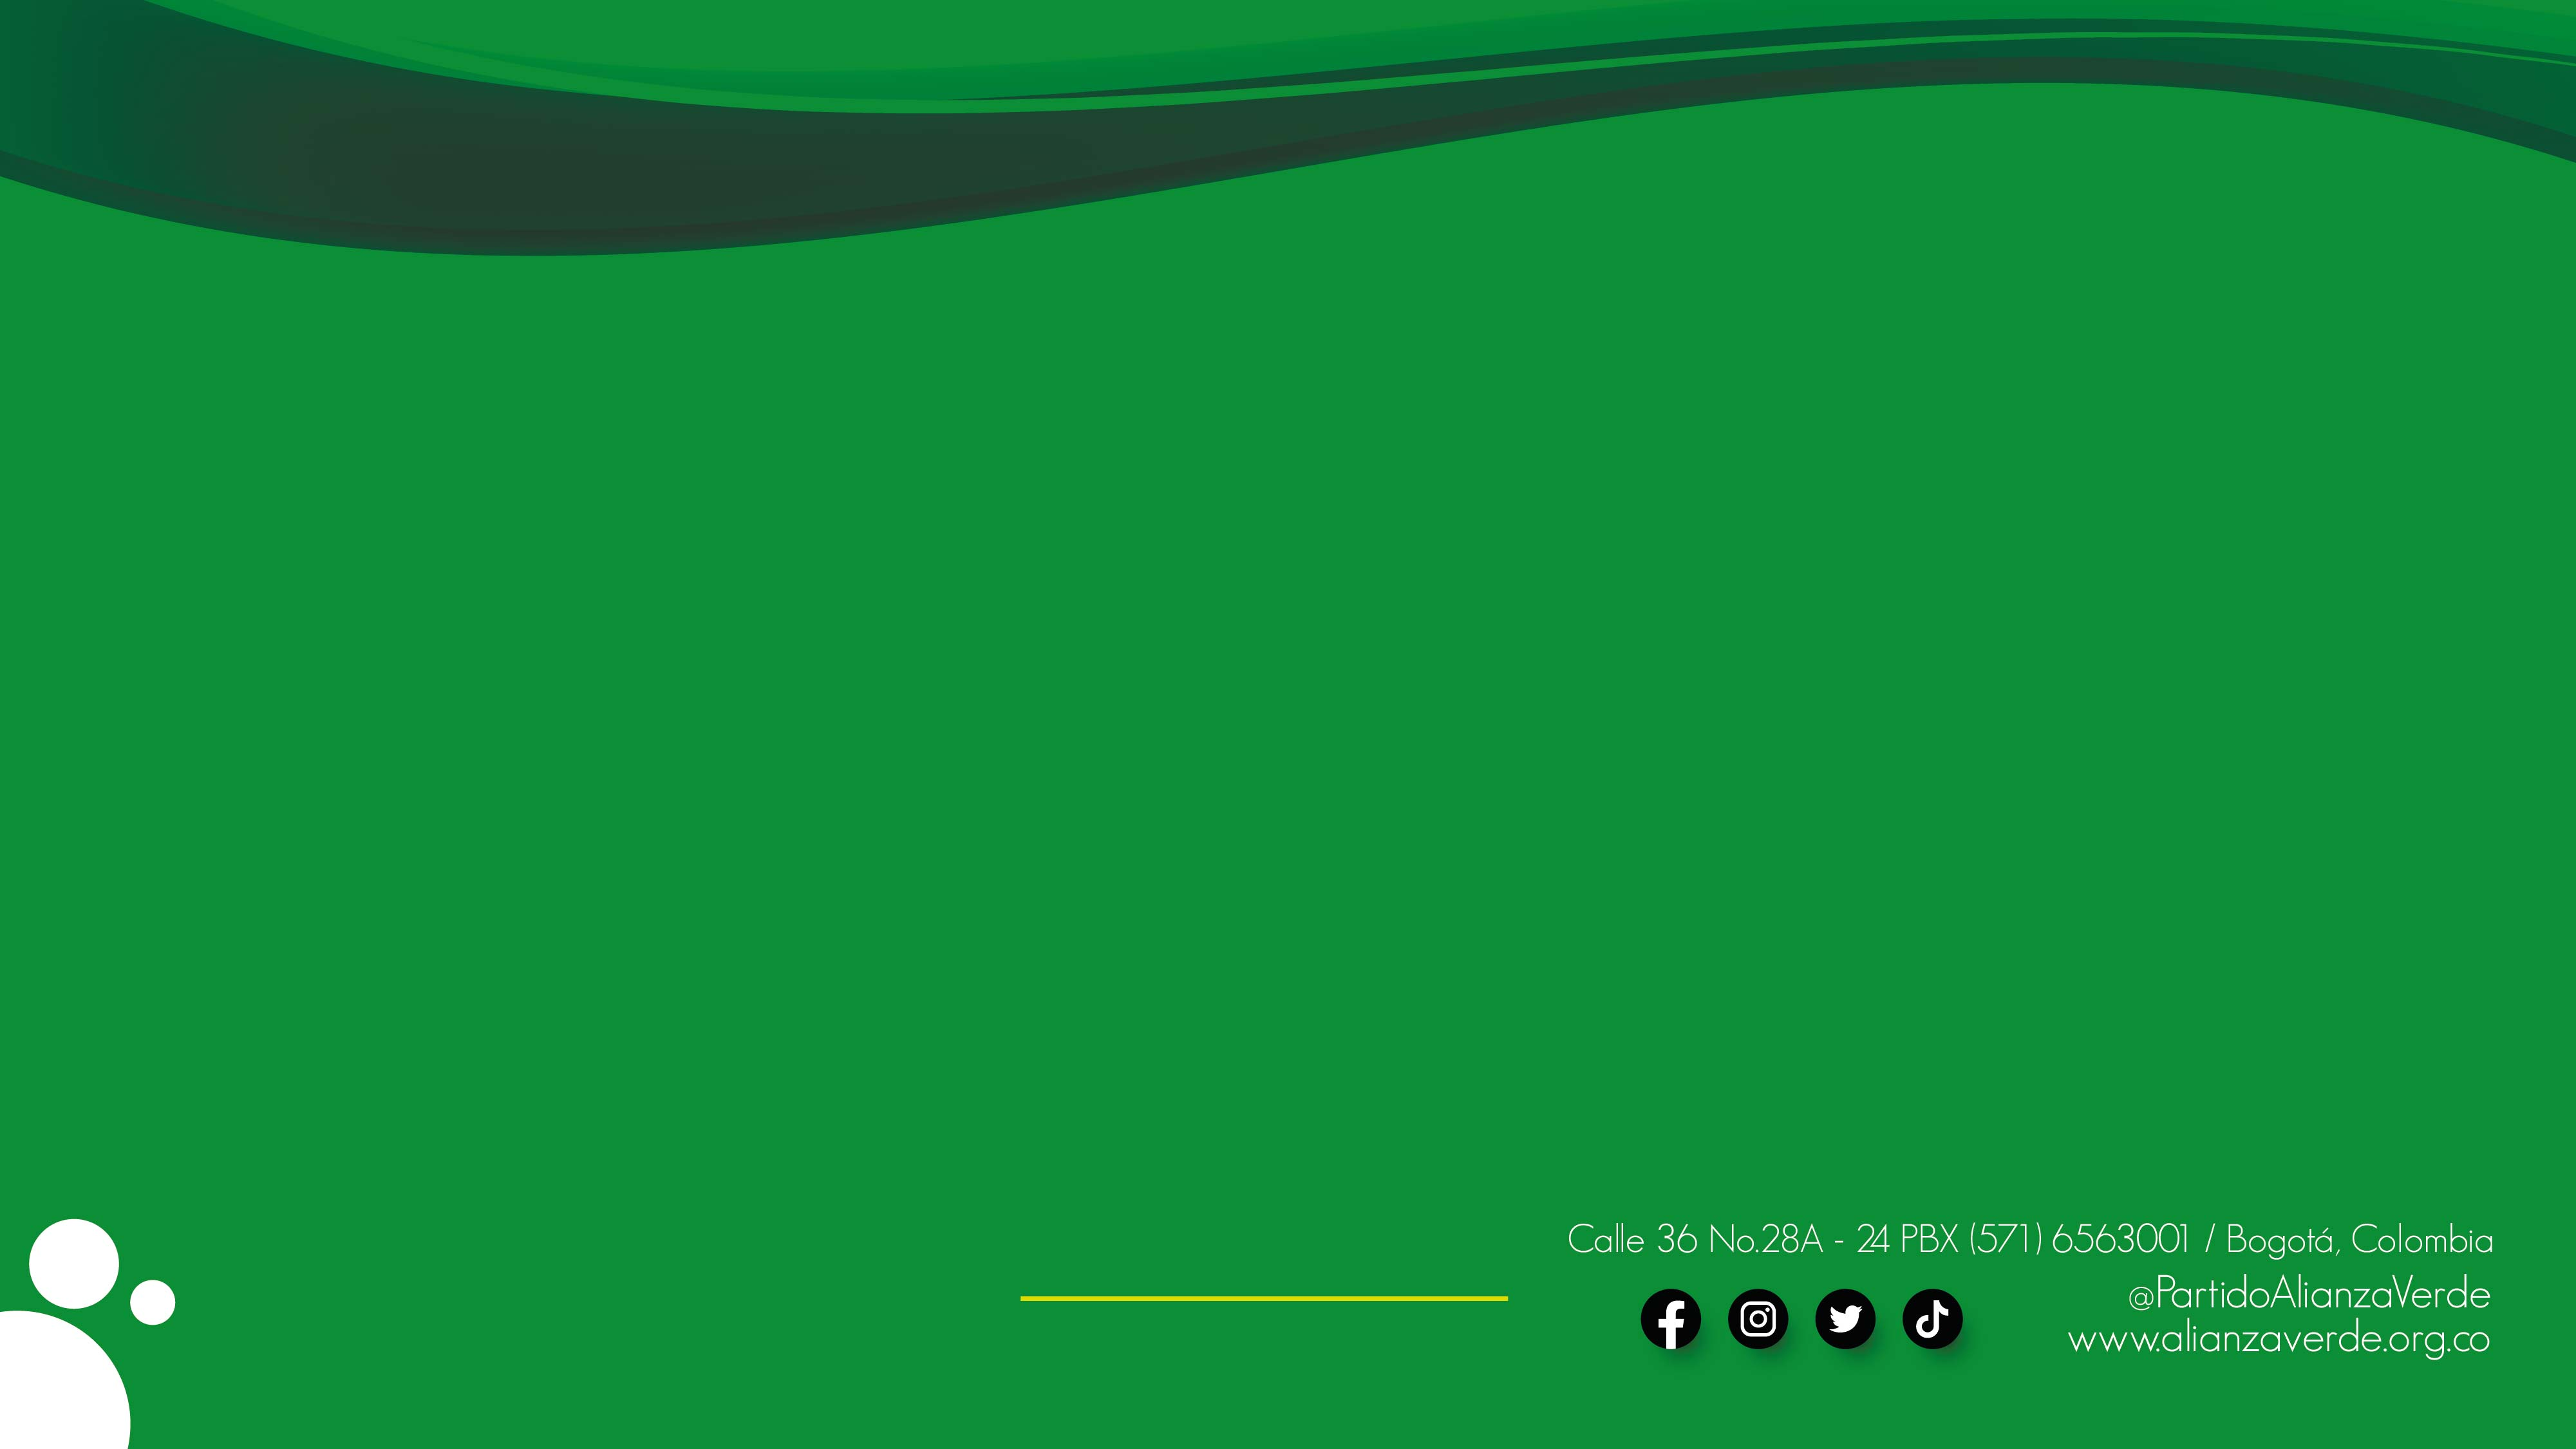 Calle 36 No.28A - 24 PBX (571) 6563001 / Bogotá, Colombia
@PartidoAlianzaVerde
www.alianzaverde.org.co